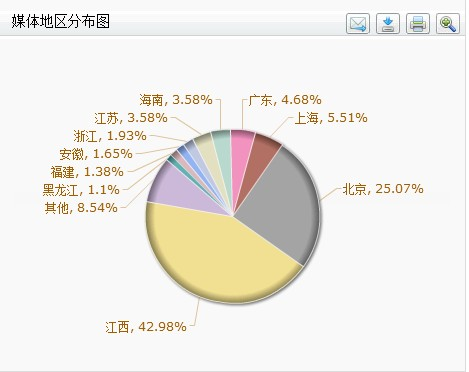 媒体地区分布图
海南, 3.58%
广东, 4.68%
江苏, 3.58%
上海, 5.51%
浙江, 1.93%
安徽, 1.65%
福建, 1.38%
黑龙江, 1.1%
北京, 25.07%
其他, 8.54%
江西, 42.98%